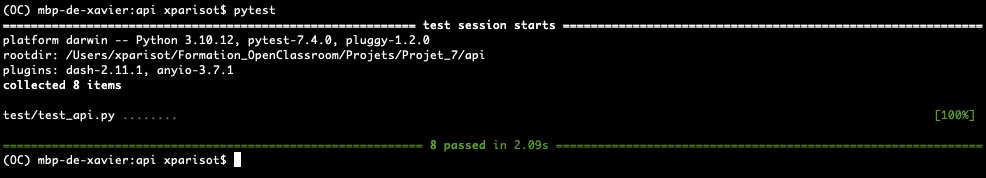 (OC) mbp-de-xavier:api xparisot$ pytest
============================================================ test session starts =============================================================
platform darwin -- Python 3.10.12, pytest-7.4.0, pluggy-1.2.0
rootdir: /Users/xparisot/Formation_OpenClassroom/Projets/Projet_7/api
plugins: dash-2.11.1, anyio-3.7.1
collected 8 items

test/test_api.py ........ [100%]

============================================================= 8 passed in 2.09s ==============================================================
(OC) mbp-de-xavier:api xparisot$